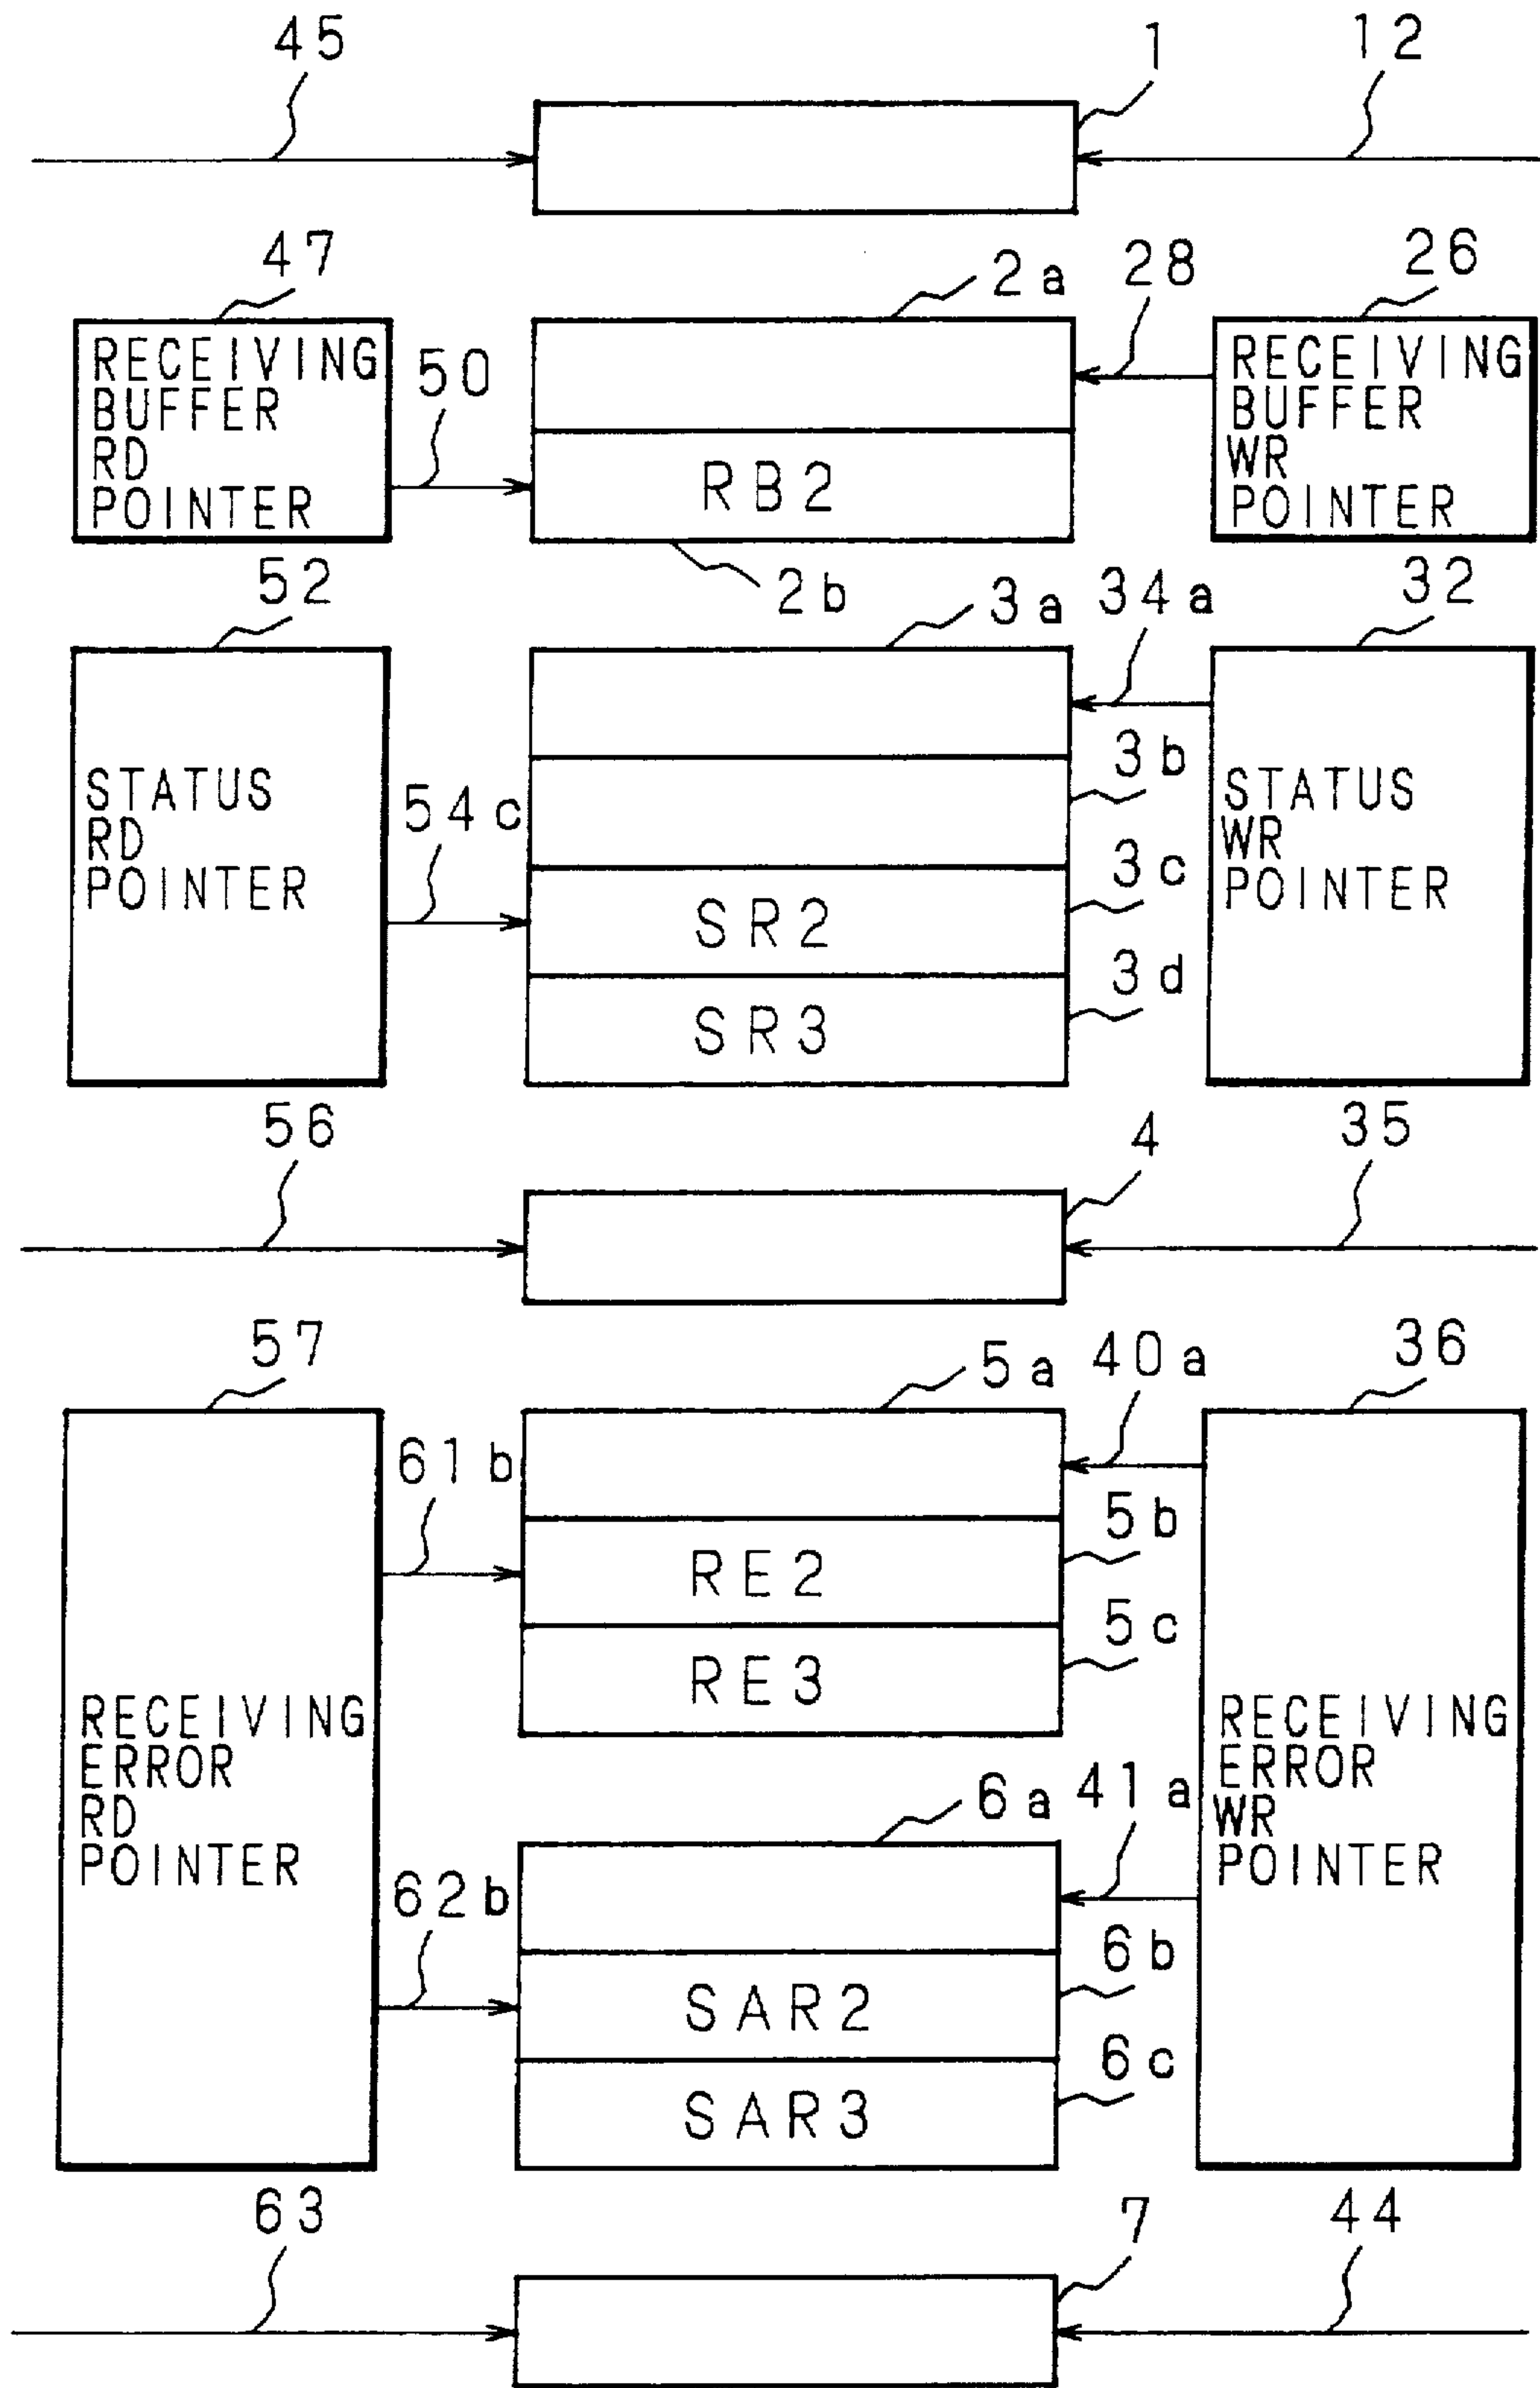 45
1
12
47
2a
28
26
RECEIVING
BUFFER
RD
POINTER
50
RB2
RECEIVING
BUFFER
WR
POINTER
52
2b
3a
34a
32
STATUS
RD
POINTER
54c
3b
3c
SR2
3d
SR3
STATUS
WR
POINTER
56
4
35
57
5a
40a
36
61b
5b
RE2
5c
RE3
RECEIVING
ERROR
RD
POINTER
RECEIVING
ERROR
WR
POINTER
6a
41a
62b
6b
SAR2
6c
SAR3
63
7
44